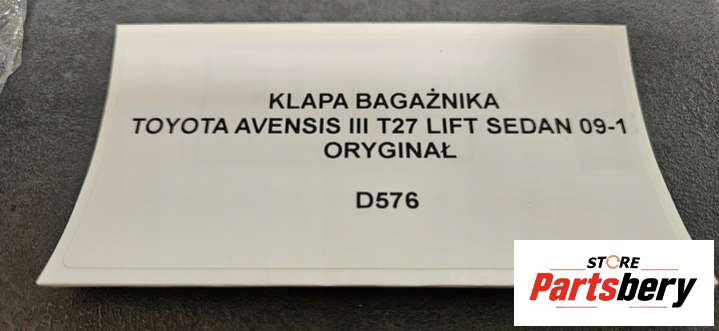 KLAPA BAGAŻNIKA
TOYOTA AVENSIS III T27 LIFT SEDAN 09-1
ORYGINAŁ
D576
STORE
Partsbery